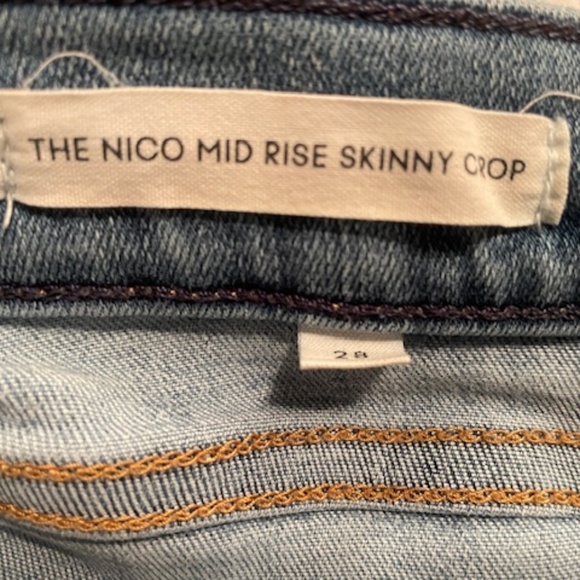 THE NICO MID RISE SKINNY CROP
28